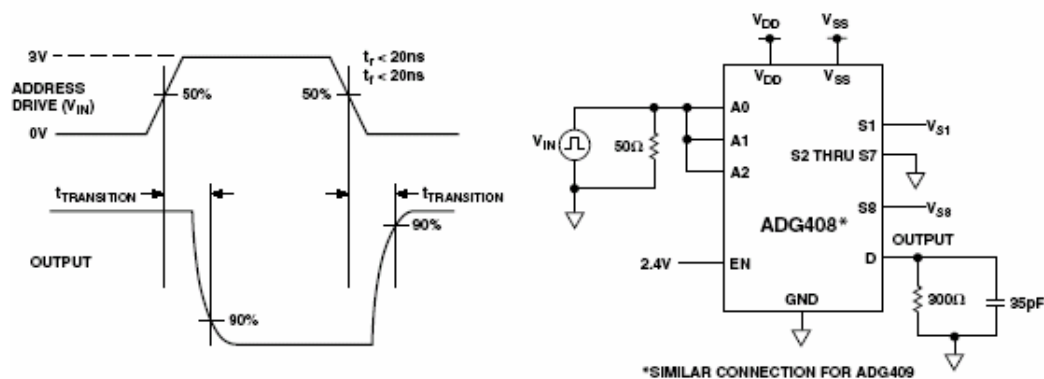 3V
ADDRESS
DRIVE (VIN)
0V
50%
50%
tr < 20ns
tf < 20ns
tTRANSITION
tTRANSITION
OUTPUT
90%
90%
VDD
VSS
VDD
VSS
A0
A1
A2
VIN
50Ω
S1
VS1
S2 THRU S7
S8
VS8
ADG408*
OUTPUT
D
2.4V
EN
GND
300Ω
35pF
*SIMILAR CONNECTION FOR ADG409